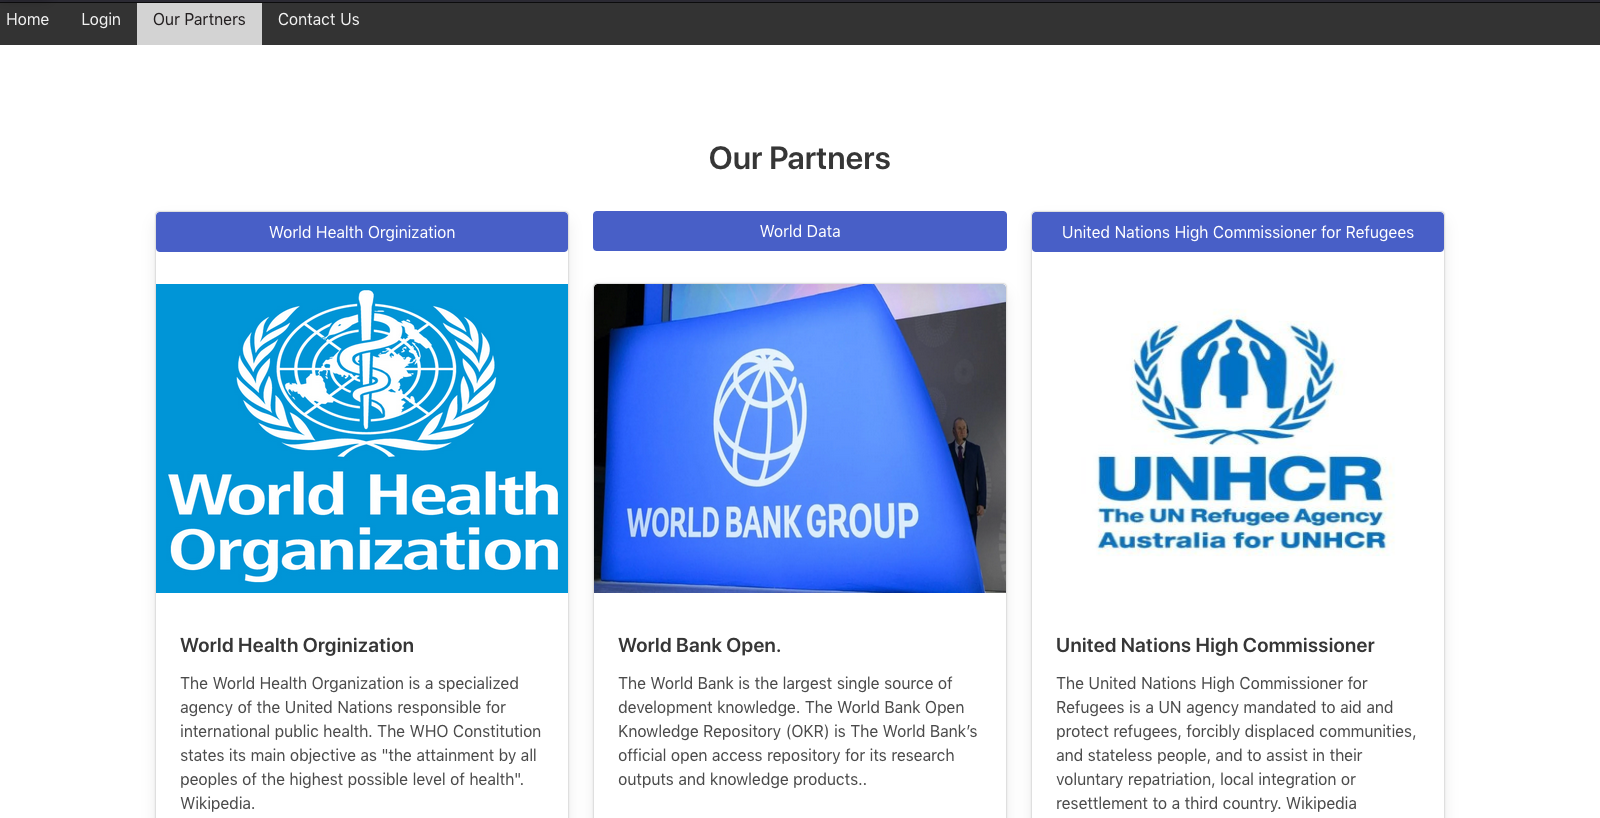 Home Login Our Partners Contact Us
Our Partners
World Health Orginization
World Health
Organization
World Health Orginization
The World Health Organization is a specialized
agency of the United Nations responsible for
international public health. The WHO Constitution
states its main objective as "the attainment by all
peoples of the highest possible level of health".
Wikipedia.
World Data
WORLD BANK GROUP
World Bank Open.
The World Bank is the largest single source of
development knowledge. The World Bank Open
Knowledge Repository (OKR) is The World Bank’s
official open access repository for its research
outputs and knowledge products..
United Nations High Commissioner for Refugees
UNHCR
The UN Refugee Agency
Australia for UNHCR
United Nations High Commissioner
The United Nations High Commissioner for
Refugees is a UN agency mandated to aid and
protect refugees, forcibly displaced communities,
and stateless people, and to assist in their
voluntary repatriation, local integration or
resettlement to a third country. Wikipedia